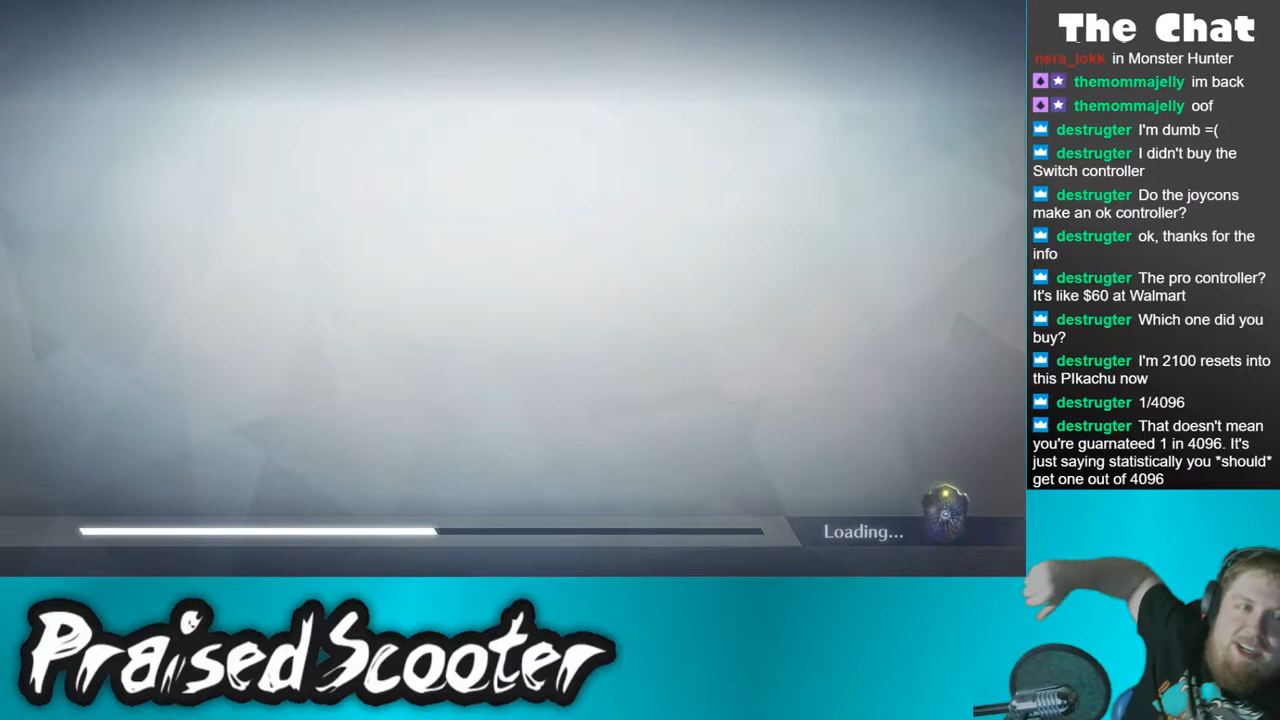 The Chat
nera_lokk in Monster Hunter
themommajelly im back
themommajelly oof
destrugter I'm dumb =(
destrugter I didn't buy the
Switch controller
destrugter Do the joycons
make an ok controller?
destrugter ok, thanks for the
info
destrugter The pro controller?
It's like $60 at Walmart
destrugter Which one did you
buy?
destrugter I'm 2100 resets into
this PIkachu now
destrugter 1/4096
destrugter That doesn't mean
you're guarnateed 1 in 4096. It's
just saying statistically you *should*
get one out of 4096
Loading...
Praised Scooter